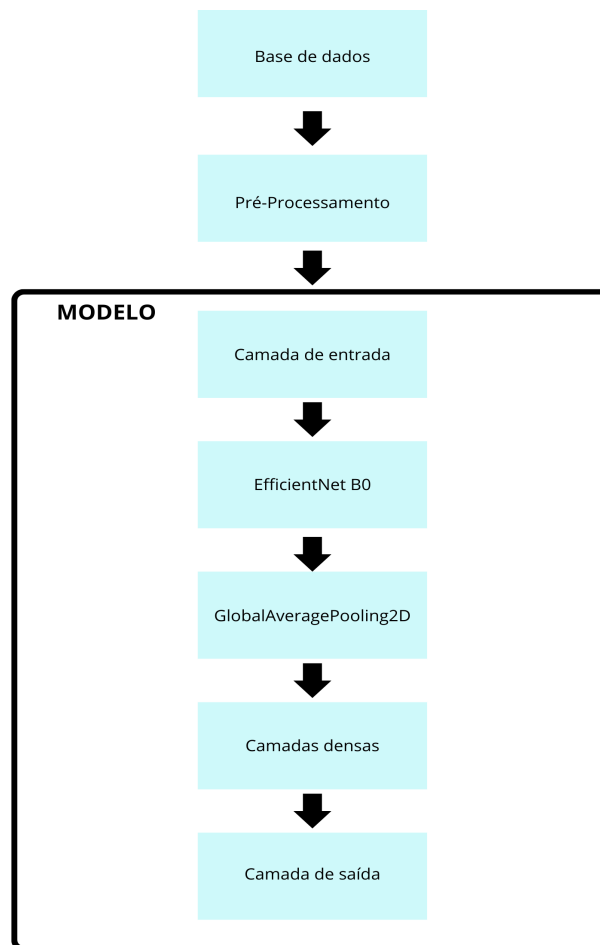 Base de dados
Pré-Processamento
MODELO
Camada de entrada
EfficientNet B0
GlobalAveragePooling2D
Camadas densas
Camada de saída